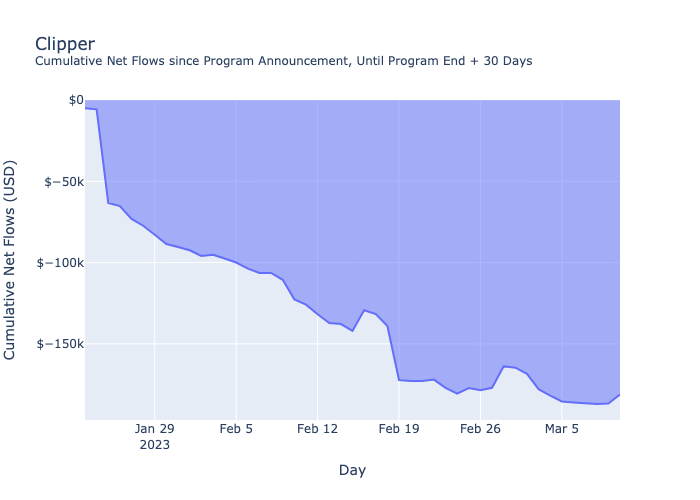 Clipper
Cumulative Net Flows since Program Announcement, Until Program End + 30 Days
Cumulative Net Flows (USD)
$0
$−50k
$−100k
$−150k
Jan 29
2023
Feb 5
Feb 12
Feb 19
Feb 26
Mar 5
Day